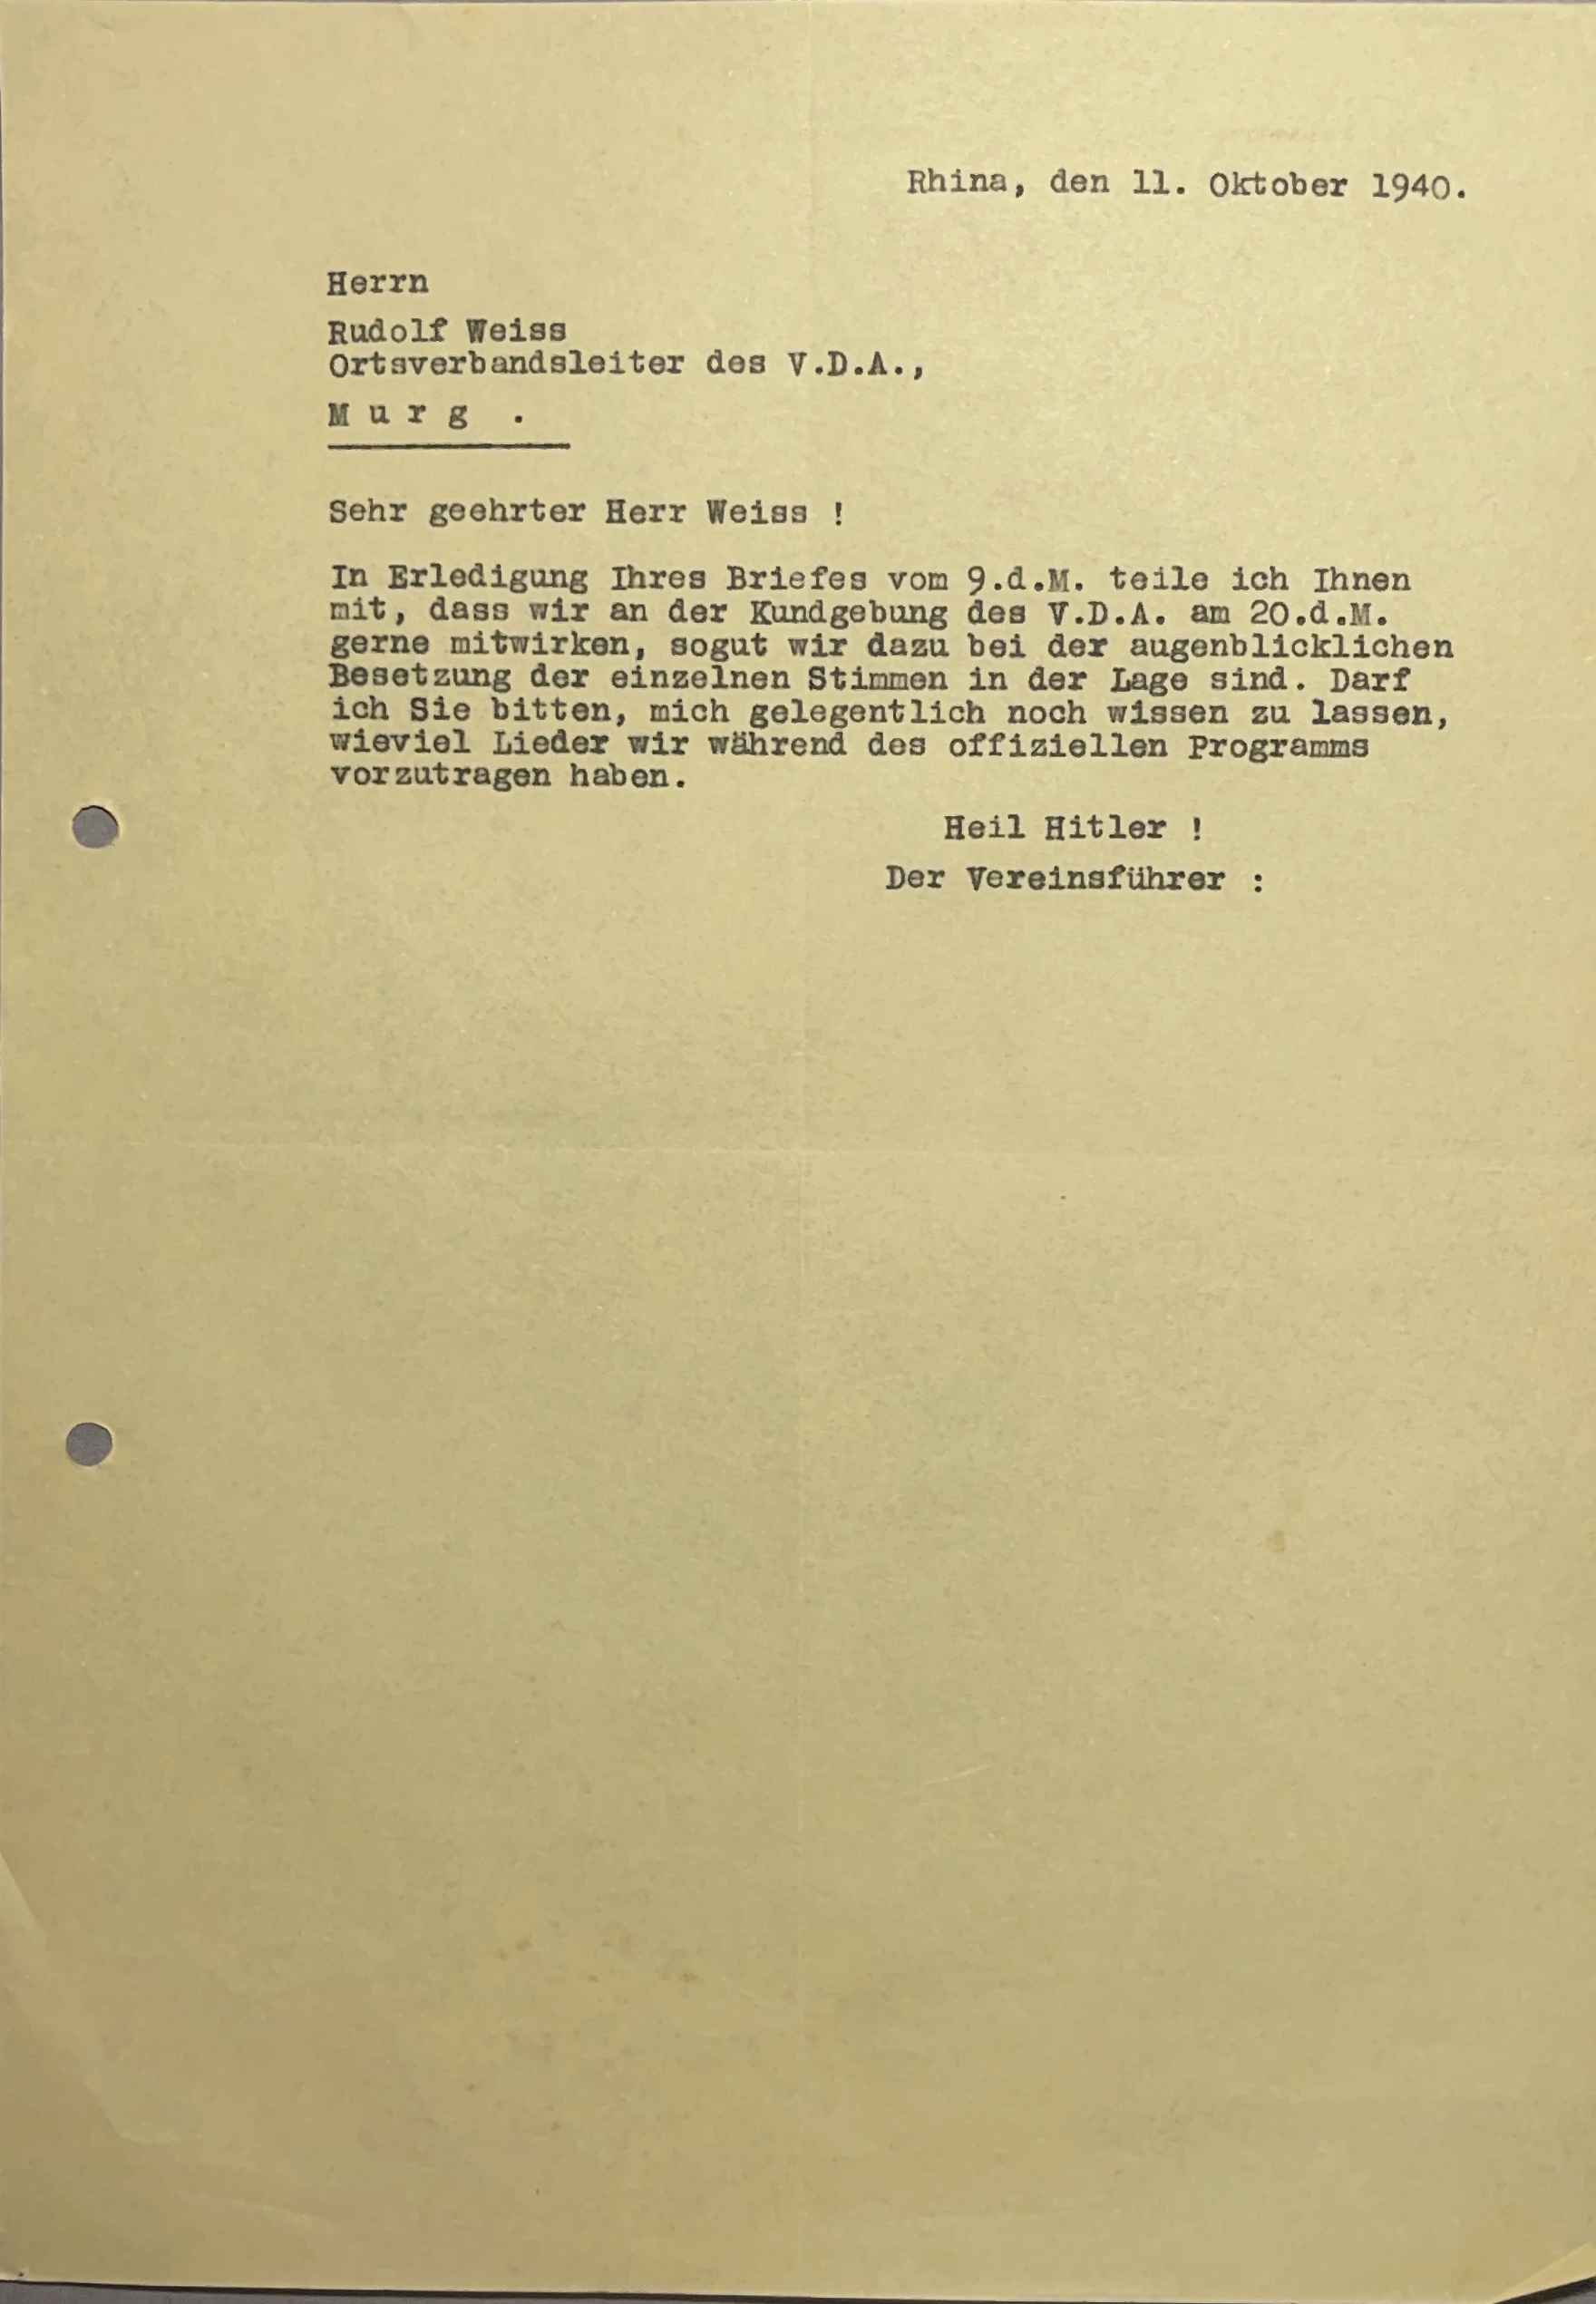 Rhina, den 11. Oktober 1940.
Herrn
Rudolf Weiss
Ortsverbandsleiter des V.D.A.,
M u r g .
Sehr geehrter Herr Weiss !
In Erledigung Ihres Briefes vom 9.d.M. teile ich Ihnen
mit, dass wir an der Kundgebung des V.D.A. am 20.d.M.
gerne mitwirken, sogut wir dazu bei der augenblicklichen
Besetzung der einzelnen Stimmen in der Lage sind. Darf
ich Sie bitten, mich gelegentlich noch wissen zu lassen,
wieviel Lieder wir während des offiziellen Programms
vorzutragen haben.
Heil Hitler !
Der Vereinsführer :